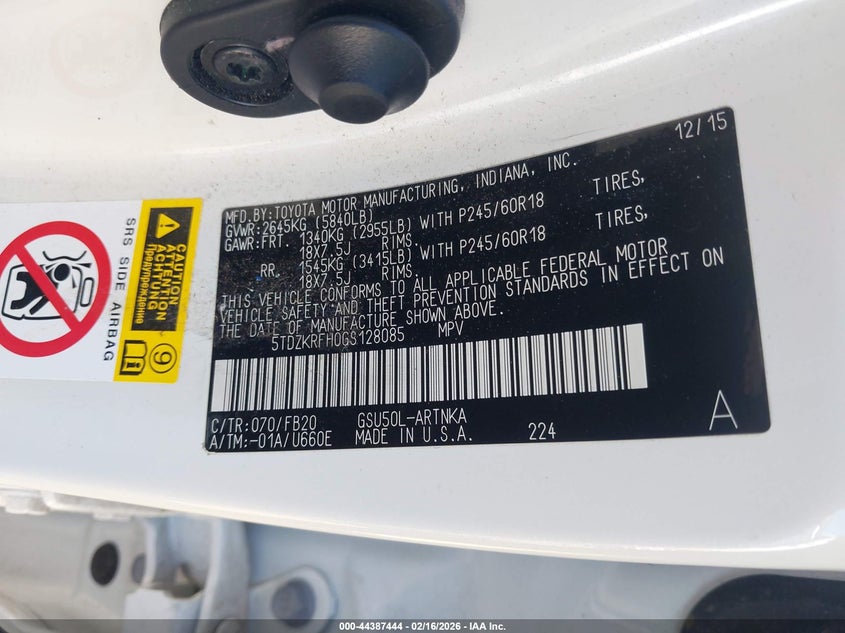 12/15
MFD.BY:TOYOTA MOTOR MANUFACTURING, INDIANA, INC.
GVWR:2645KG (5840LB)
GAWR:FRT. 1340KG (2955LB) WITH P245/60R18 TIRES,
18X7.5J RIMS.
RR. 1545KG (3415LB) WITH P245/60R18 TIRES,
18X7.5J RIMS.
THIS VEHICLE CONFORMS TO ALL APPLICABLE FEDERAL MOTOR
VEHICLE SAFETY AND THEFT PREVENTION STANDARDS IN EFFECT ON
THE DATE OF MANUFACTURE SHOWN ABOVE.
5TDZKRFH0GS128085 MPV
C/TR:070/FB20 GSU50L-ARTNKA
A/TM:-01A/U660E MADE IN U.S.A. 224 A
SRS SIDE AIRBAG
CAUTION
ATTENTION
ACHTUNG
Предупреждение
9
000-44387444 - 02/16/2026 - IAA Inc.